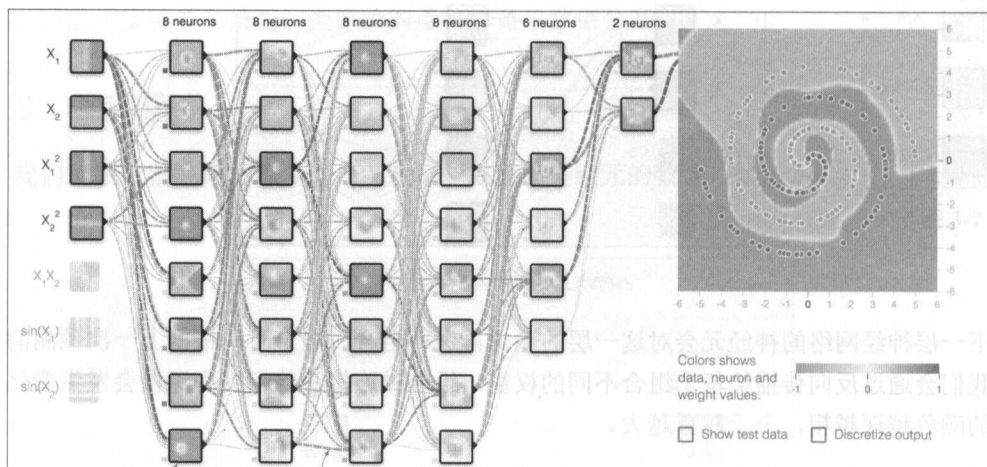 8 neurons 8 neurons 8 neurons 8 neurons 6 neurons 2 neurons
X₁
X₂
X₁²
X₂²
X₁X₂
sin(X₁)
sin(X₂)
6
5
4
3
2
1
0
-1
-2
-3
-4
-5
-6
-6 -5 -4 -3 -2 -1 0 1 2 3 4 5 6
Colors shows
data, neuron and
weight values.
Show test data Discretize output